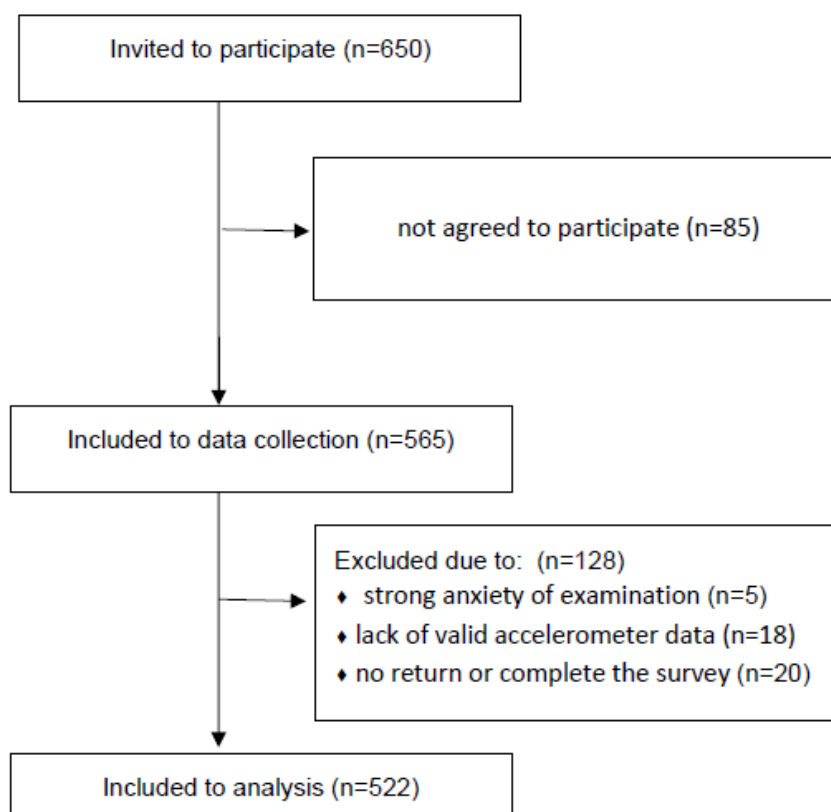 Invited to participate (n=650)
not agreed to participate (n=85)
Included to data collection (n=565)
Excluded due to: (n=128)
♦ strong anxiety of examination (n=5)
♦ lack of valid accelerometer data (n=18)
♦ no return or complete the survey (n=20)
Included to analysis (n=522)